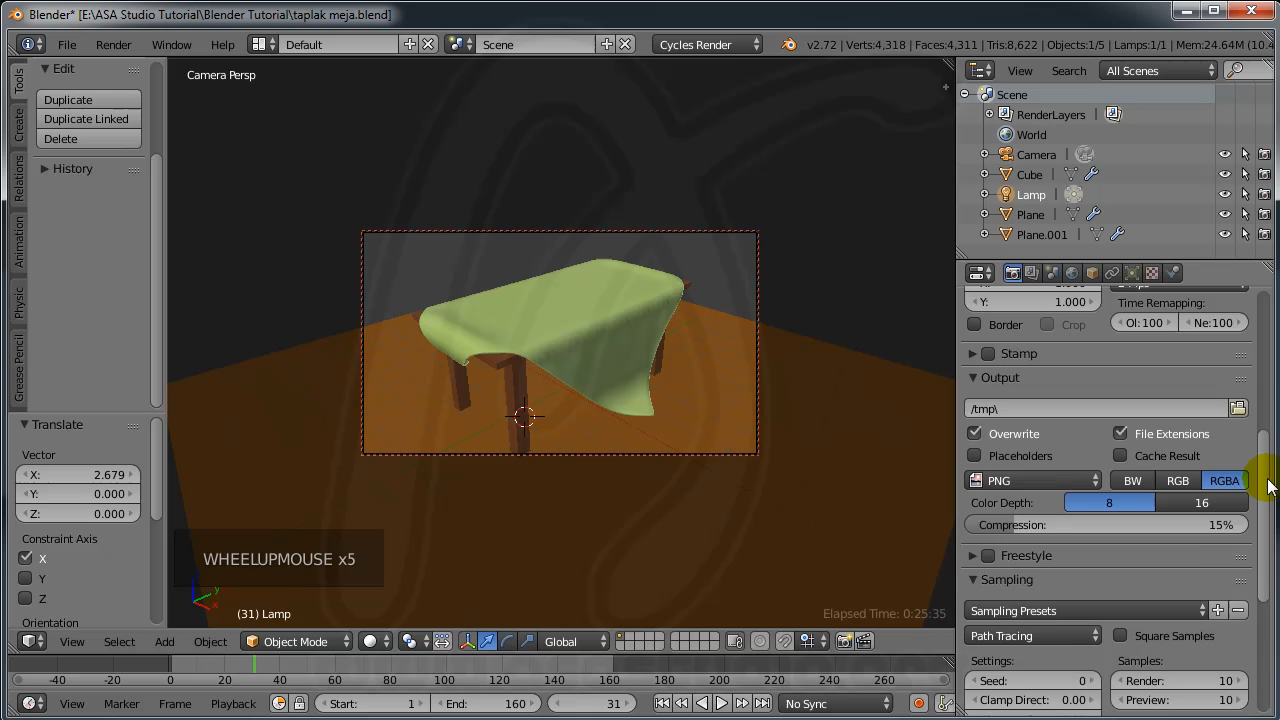 Blender* [E:\ASA Studio Tutorial\Blender Tutorial\taplak meja.blend]
File Render Window Help Default Scene Cycles Render v2.72 | Verts:4,318 | Faces:4,311 | Tris:8,622 | Objects:1/5 | Lamps:1/1 | Mem:24.64M (10.4
Tools
Create
Relations
Animation
Physic
Grease Pencil
Edit
Duplicate
Duplicate Linked
Delete
History
Translate
Vector
X: 2.679
Y: 0.000
Z: 0.000
Constraint Axis
X
Y
Z
Orientation
Camera Persp
WHEELUPMOUSE x5
z
y
x
(31) Lamp
Elapsed Time: 0:25:35
View Select Add Object Object Mode Global
-40 -20 0 20 40 60 80 100 120 140 160 180 200 220 240 260
View Marker Frame Playback Start: 1 End: 160 31 No Sync
View Search All Scenes
Scene
RenderLayers
World
Camera
Cube
Lamp
Plane
Plane.001
Y: 1.000
Time Remapping:
Border Crop Ol:100 Ne:100
Stamp
Output
/tmp\
Overwrite File Extensions
Placeholders Cache Result
PNG BW RGB RGBA
Color Depth: 8 16
Compression: 15%
Freestyle
Sampling
Sampling Presets
Path Tracing Square Samples
Settings: Samples:
Seed: 0 Render: 10
Clamp Direct: 0.00 Preview: 10